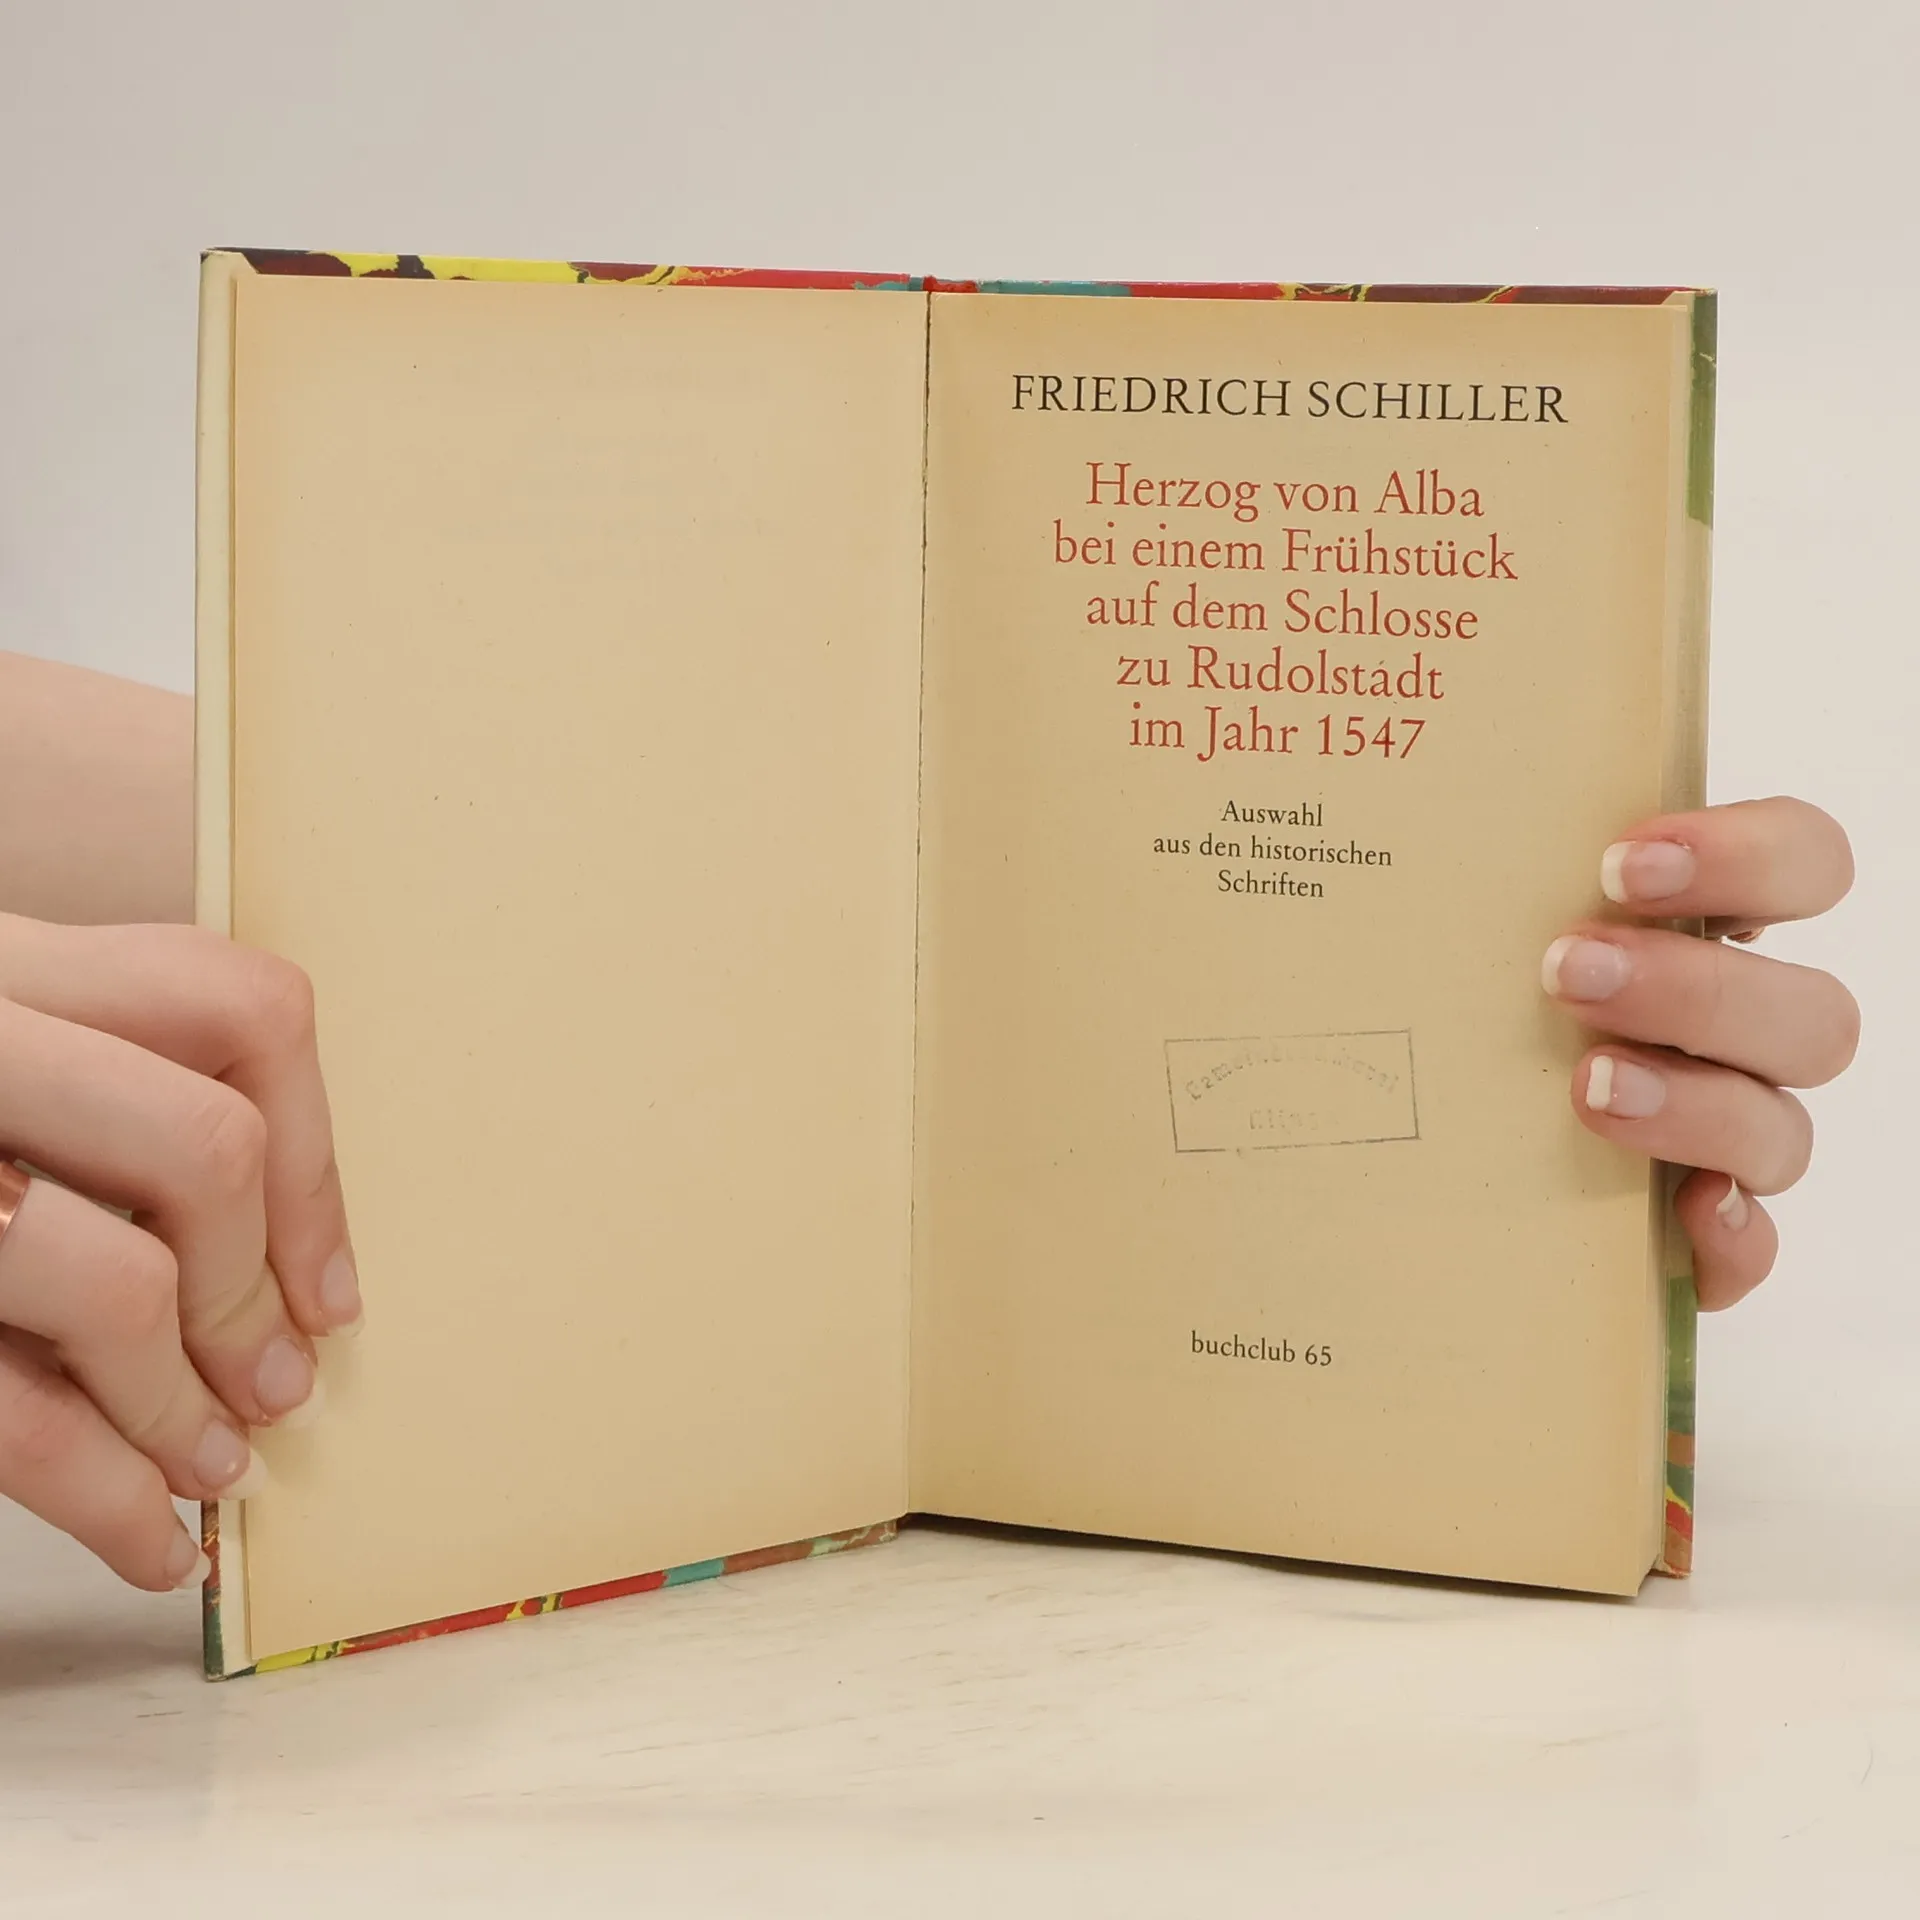 FRIEDRICH SCHILLER
Herzog von Alba
bei einem Frühstück
auf dem Schlosse
zu Rudolstadt
im Jahr 1547
Auswahl
aus den historischen
Schriften
buchclub 65